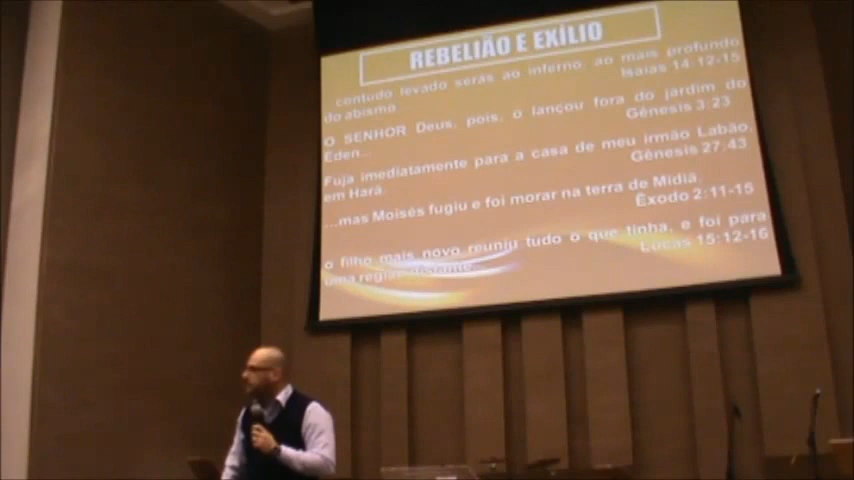 REBELIÃO E EXÍLIO
contudo levado serás ao inferno, ao mais profundo
do abismo. Isaías 14:12-15
O SENHOR Deus, pois, o lançou fora do jardim do
Éden... Gênesis 3:23
Fuja imediatamente para a casa de meu irmão Labão,
em Harã. Gênesis 27:43
...mas Moisés fugiu e foi morar na terra de Midiã.
Êxodo 2:11-15
o filho mais novo reuniu tudo o que tinha, e foi para
uma região distante Lucas 15:12-16